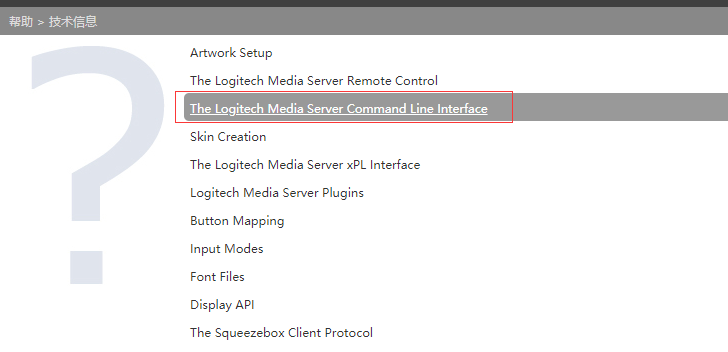 帮助 > 技术信息
Artwork Setup
The Logitech Media Server Remote Control
The Logitech Media Server Command Line Interface
Skin Creation
The Logitech Media Server xPL Interface
Logitech Media Server Plugins
Button Mapping
Input Modes
Font Files
Display API
The Squeezebox Client Protocol
?